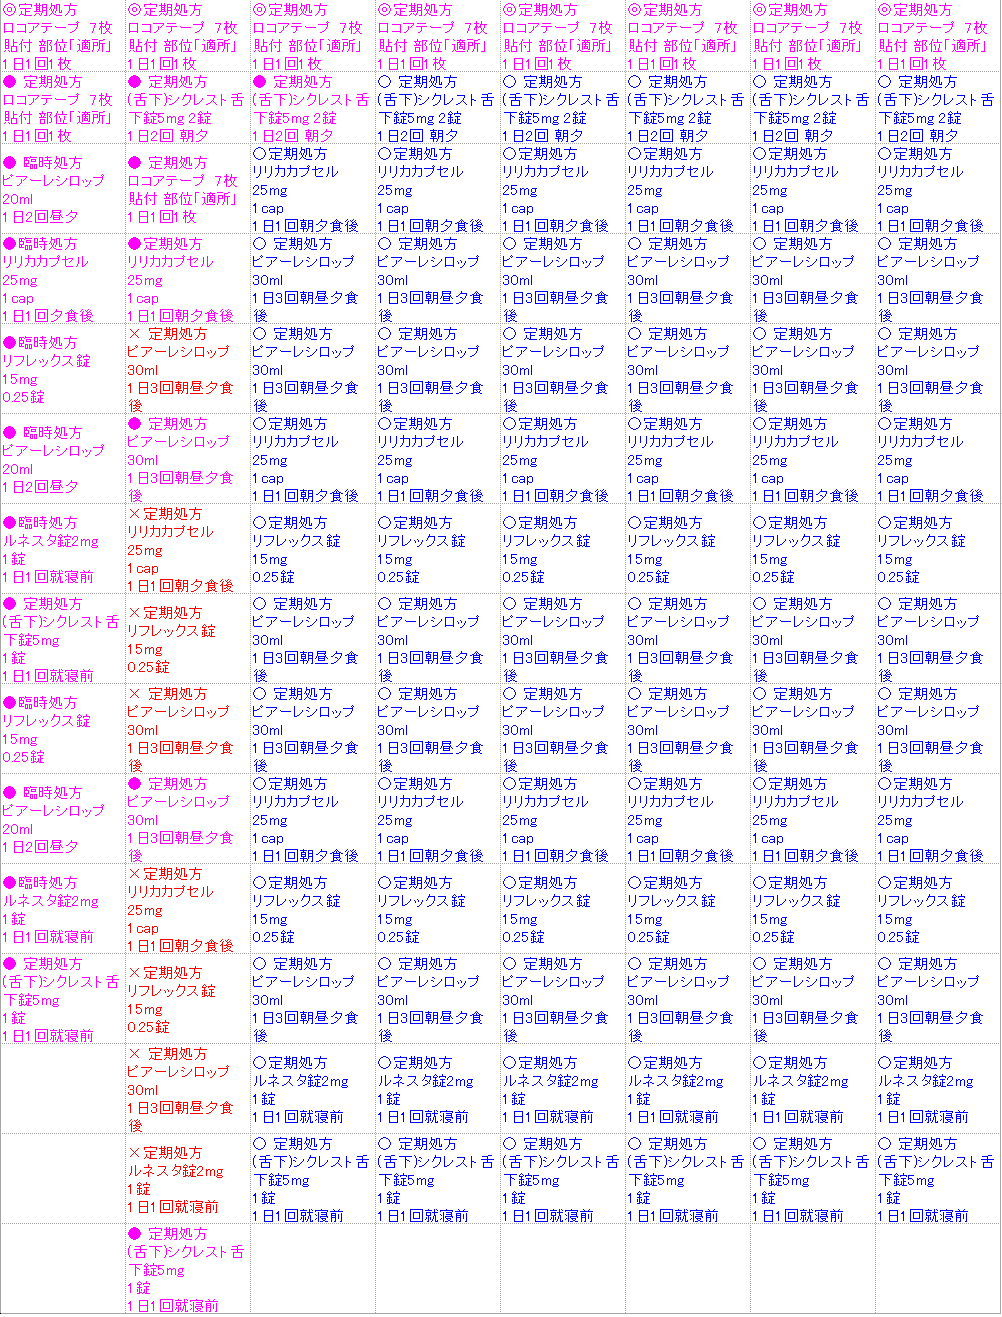 ◎定期処方
ロコアテープ 7枚
貼付 部位「適所」
1日1回1枚
◎定期処方
ロコアテープ 7枚
貼付 部位「適所」
1日1回1枚
◎定期処方
ロコアテープ 7枚
貼付 部位「適所」
1日1回1枚
◎定期処方
ロコアテープ 7枚
貼付 部位「適所」
1日1回1枚
◎定期処方
ロコアテープ 7枚
貼付 部位「適所」
1日1回1枚
◎定期処方
ロコアテープ 7枚
貼付 部位「適所」
1日1回1枚
◎定期処方
ロコアテープ 7枚
貼付 部位「適所」
1日1回1枚
◎定期処方
ロコアテープ 7枚
貼付 部位「適所」
1日1回1枚
● 定期処方
ロコアテープ 7枚
貼付 部位「適所」
1日1回1枚
● 定期処方
(舌下)シクレスト舌
下錠5mg 2錠
1日2回 朝夕
● 定期処方
(舌下)シクレスト舌
下錠5mg 2錠
1日2回 朝夕
○ 定期処方
(舌下)シクレスト舌
下錠5mg 2錠
1日2回 朝夕
○ 定期処方
(舌下)シクレスト舌
下錠5mg 2錠
1日2回 朝夕
○ 定期処方
(舌下)シクレスト舌
下錠5mg 2錠
1日2回 朝夕
○ 定期処方
(舌下)シクレスト舌
下錠5mg 2錠
1日2回 朝夕
○ 定期処方
(舌下)シクレスト舌
下錠5mg 2錠
1日2回 朝夕
● 臨時処方
ピアーレシロップ
20ml
1日2回昼夕
● 定期処方
ロコアテープ 7枚
貼付 部位「適所」
1日1回1枚
○定期処方
リリカカプセル
25mg
1cap
1日1回朝夕食後
○定期処方
リリカカプセル
25mg
1cap
1日1回朝夕食後
○定期処方
リリカカプセル
25mg
1cap
1日1回朝夕食後
○定期処方
リリカカプセル
25mg
1cap
1日1回朝夕食後
○定期処方
リリカカプセル
25mg
1cap
1日1回朝夕食後
○定期処方
リリカカプセル
25mg
1cap
1日1回朝夕食後
●臨時処方
リリカカプセル
25mg
1cap
1日1回夕食後
●定期処方
リリカカプセル
25mg
1cap
1日1回朝夕食後
○ 定期処方
ピアーレシロップ
30ml
1日3回朝昼夕食
後
○ 定期処方
ピアーレシロップ
30ml
1日3回朝昼夕食
後
○ 定期処方
ピアーレシロップ
30ml
1日3回朝昼夕食
後
○ 定期処方
ピアーレシロップ
30ml
1日3回朝昼夕食
後
○ 定期処方
ピアーレシロップ
30ml
1日3回朝昼夕食
後
○ 定期処方
ピアーレシロップ
30ml
1日3回朝昼夕食
後
●臨時処方
リフレックス錠
15mg
0.25錠
× 定期処方
ピアーレシロップ
30ml
1日3回朝昼夕食
後
○ 定期処方
ピアーレシロップ
30ml
1日3回朝昼夕食
後
○ 定期処方
ピアーレシロップ
30ml
1日3回朝昼夕食
後
○ 定期処方
ピアーレシロップ
30ml
1日3回朝昼夕食
後
○ 定期処方
ピアーレシロップ
30ml
1日3回朝昼夕食
後
○ 定期処方
ピアーレシロップ
30ml
1日3回朝昼夕食
後
○ 定期処方
ピアーレシロップ
30ml
1日3回朝昼夕食
後
● 臨時処方
ピアーレシロップ
20ml
1日2回昼夕
● 定期処方
ピアーレシロップ
30ml
1日3回朝昼夕食
後
○定期処方
リリカカプセル
25mg
1cap
1日1回朝夕食後
○定期処方
リリカカプセル
25mg
1cap
1日1回朝夕食後
○定期処方
リリカカプセル
25mg
1cap
1日1回朝夕食後
○定期処方
リリカカプセル
25mg
1cap
1日1回朝夕食後
○定期処方
リリカカプセル
25mg
1cap
1日1回朝夕食後
○定期処方
リリカカプセル
25mg
1cap
1日1回朝夕食後
●臨時処方
ルネスタ錠2mg
1錠
1日1回就寝前
×定期処方
リリカカプセル
25mg
1cap
1日1回朝夕食後
○定期処方
リフレックス錠
15mg
0.25錠
○定期処方
リフレックス錠
15mg
0.25錠
○定期処方
リフレックス錠
15mg
0.25錠
○定期処方
リフレックス錠
15mg
0.25錠
○定期処方
リフレックス錠
15mg
0.25錠
○定期処方
リフレックス錠
15mg
0.25錠
● 定期処方
(舌下)シクレスト舌
下錠5mg
1錠
1日1回就寝前
×定期処方
リフレックス錠
15mg
0.25錠
○ 定期処方
ピアーレシロップ
30ml
1日3回朝昼夕食
後
○ 定期処方
ピアーレシロップ
30ml
1日3回朝昼夕食
後
○ 定期処方
ピアーレシロップ
30ml
1日3回朝昼夕食
後
○ 定期処方
ピアーレシロップ
30ml
1日3回朝昼夕食
後
○ 定期処方
ピアーレシロップ
30ml
1日3回朝昼夕食
後
○ 定期処方
ピアーレシロップ
30ml
1日3回朝昼夕食
後
●臨時処方
リフレックス錠
15mg
0.25錠
× 定期処方
ピアーレシロップ
30ml
1日3回朝昼夕食
後
○ 定期処方
ピアーレシロップ
30ml
1日3回朝昼夕食
後
○ 定期処方
ピアーレシロップ
30ml
1日3回朝昼夕食
後
○ 定期処方
ピアーレシロップ
30ml
1日3回朝昼夕食
後
○ 定期処方
ピアーレシロップ
30ml
1日3回朝昼夕食
後
○ 定期処方
ピアーレシロップ
30ml
1日3回朝昼夕食
後
○ 定期処方
ピアーレシロップ
30ml
1日3回朝昼夕食
後
● 臨時処方
ピアーレシロップ
20ml
1日2回昼夕
● 定期処方
ピアーレシロップ
30ml
1日3回朝昼夕食
後
○定期処方
リリカカプセル
25mg
1cap
1日1回朝夕食後
○定期処方
リリカカプセル
25mg
1cap
1日1回朝夕食後
○定期処方
リリカカプセル
25mg
1cap
1日1回朝夕食後
○定期処方
リリカカプセル
25mg
1cap
1日1回朝夕食後
○定期処方
リリカカプセル
25mg
1cap
1日1回朝夕食後
○定期処方
リリカカプセル
25mg
1cap
1日1回朝夕食後
●臨時処方
ルネスタ錠2mg
1錠
1日1回就寝前
×定期処方
リリカカプセル
25mg
1cap
1日1回朝夕食後
○定期処方
リフレックス錠
15mg
0.25錠
○定期処方
リフレックス錠
15mg
0.25錠
○定期処方
リフレックス錠
15mg
0.25錠
○定期処方
リフレックス錠
15mg
0.25錠
○定期処方
リフレックス錠
15mg
0.25錠
○定期処方
リフレックス錠
15mg
0.25錠
● 定期処方
(舌下)シクレスト舌
下錠5mg
1錠
1日1回就寝前
×定期処方
リフレックス錠
15mg
0.25錠
○ 定期処方
ピアーレシロップ
30ml
1日3回朝昼夕食
後
○ 定期処方
ピアーレシロップ
30ml
1日3回朝昼夕食
後
○ 定期処方
ピアーレシロップ
30ml
1日3回朝昼夕食
後
○ 定期処方
ピアーレシロップ
30ml
1日3回朝昼夕食
後
○ 定期処方
ピアーレシロップ
30ml
1日3回朝昼夕食
後
○ 定期処方
ピアーレシロップ
30ml
1日3回朝昼夕食
後
× 定期処方
ピアーレシロップ
30ml
1日3回朝昼夕食
後
○定期処方
ルネスタ錠2mg
1錠
1日1回就寝前
○定期処方
ルネスタ錠2mg
1錠
1日1回就寝前
○定期処方
ルネスタ錠2mg
1錠
1日1回就寝前
○定期処方
ルネスタ錠2mg
1錠
1日1回就寝前
○定期処方
ルネスタ錠2mg
1錠
1日1回就寝前
○定期処方
ルネスタ錠2mg
1錠
1日1回就寝前
×定期処方
ルネスタ錠2mg
1錠
1日1回就寝前
○ 定期処方
(舌下)シクレスト舌
下錠5mg
1錠
1日1回就寝前
○ 定期処方
(舌下)シクレスト舌
下錠5mg
1錠
1日1回就寝前
○ 定期処方
(舌下)シクレスト舌
下錠5mg
1錠
1日1回就寝前
○ 定期処方
(舌下)シクレスト舌
下錠5mg
1錠
1日1回就寝前
○ 定期処方
(舌下)シクレスト舌
下錠5mg
1錠
1日1回就寝前
○ 定期処方
(舌下)シクレスト舌
下錠5mg
1錠
1日1回就寝前
● 定期処方
(舌下)シクレスト舌
下錠5mg
1錠
1日1回就寝前